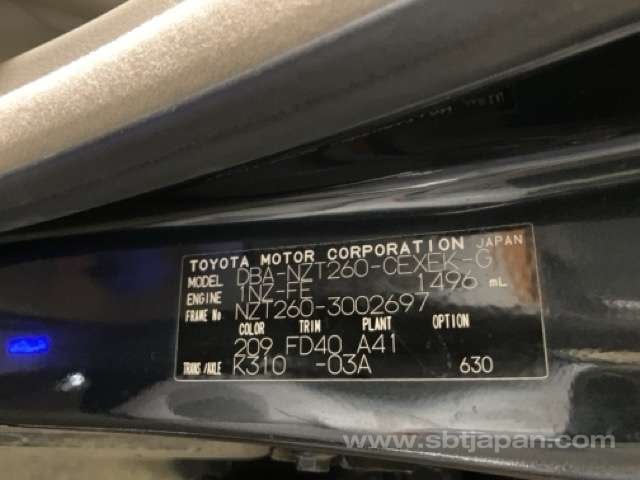 TOYOTA MOTOR CORPORATION JAPAN
MODEL DBA-NZT260-CEXEK-G
ENGINE 1NZ-FE 1496 mL
FRAME No NZT260-3002697
COLOR TRIM PLANT OPTION
209 FD40 A41
TRANS/AXLE K310 -03A 630
www.sbtjapan.com